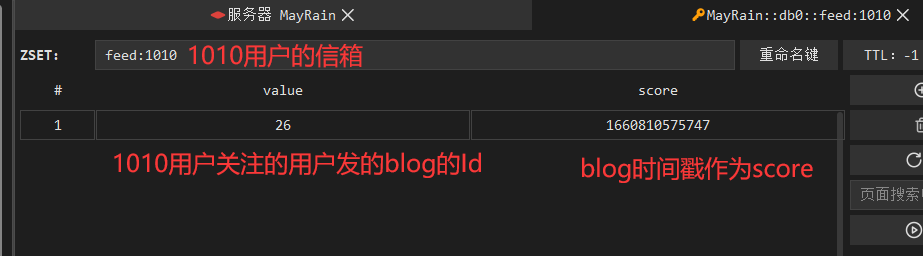 服务器 MayRain
MayRain::db0::feed:1010
ZSET: feed:1010 1010用户的信箱 重命名键 TTL: -1
# value score
1 26 1660810575747
1010用户关注的用户发的blog的Id blog时间戳作为score
页面搜索